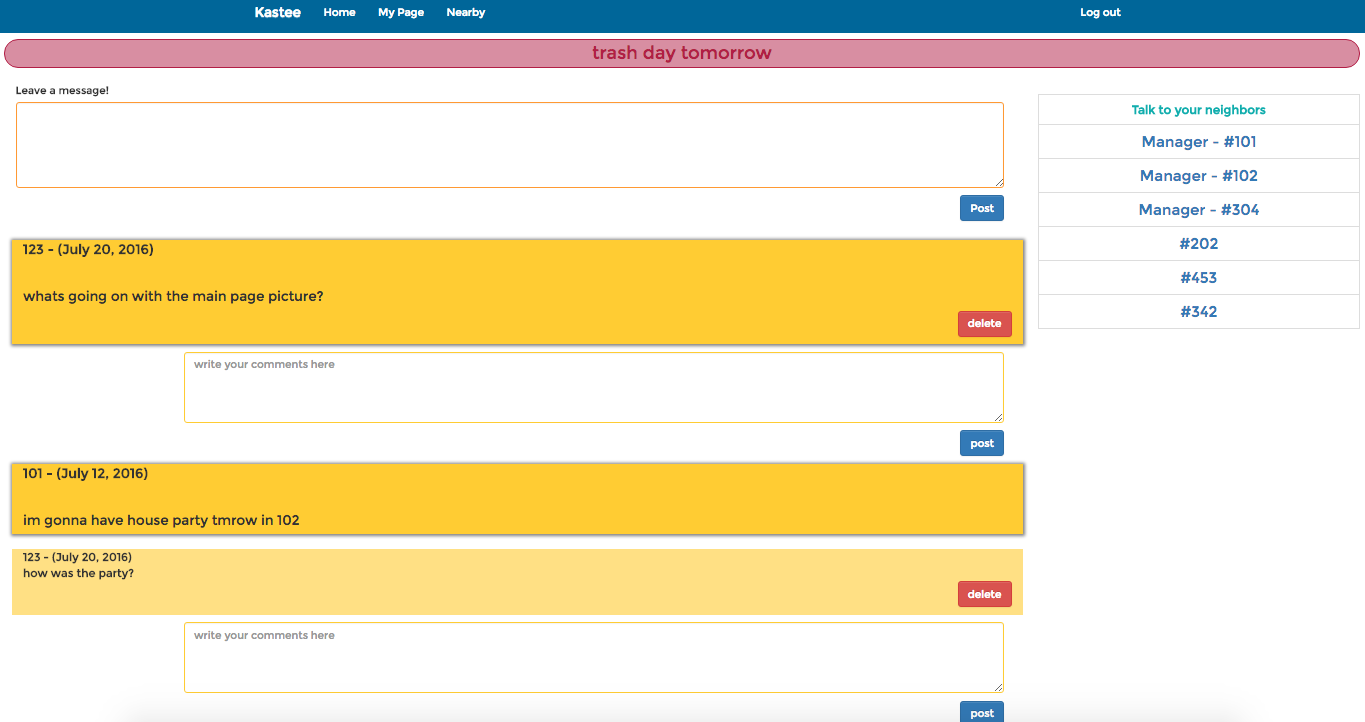 Kastee Home My Page Nearby Log out
trash day tomorrow
Leave a message!
Post
123 - (July 20, 2016)
whats going on with the main page picture?
delete
write your comments here
post
101 - (July 12, 2016)
im gonna have house party tmrow in 102
123 - (July 20, 2016)
how was the party?
delete
write your comments here
post
Talk to your neighbors
Manager - #101
Manager - #102
Manager - #304
#202
#453
#342